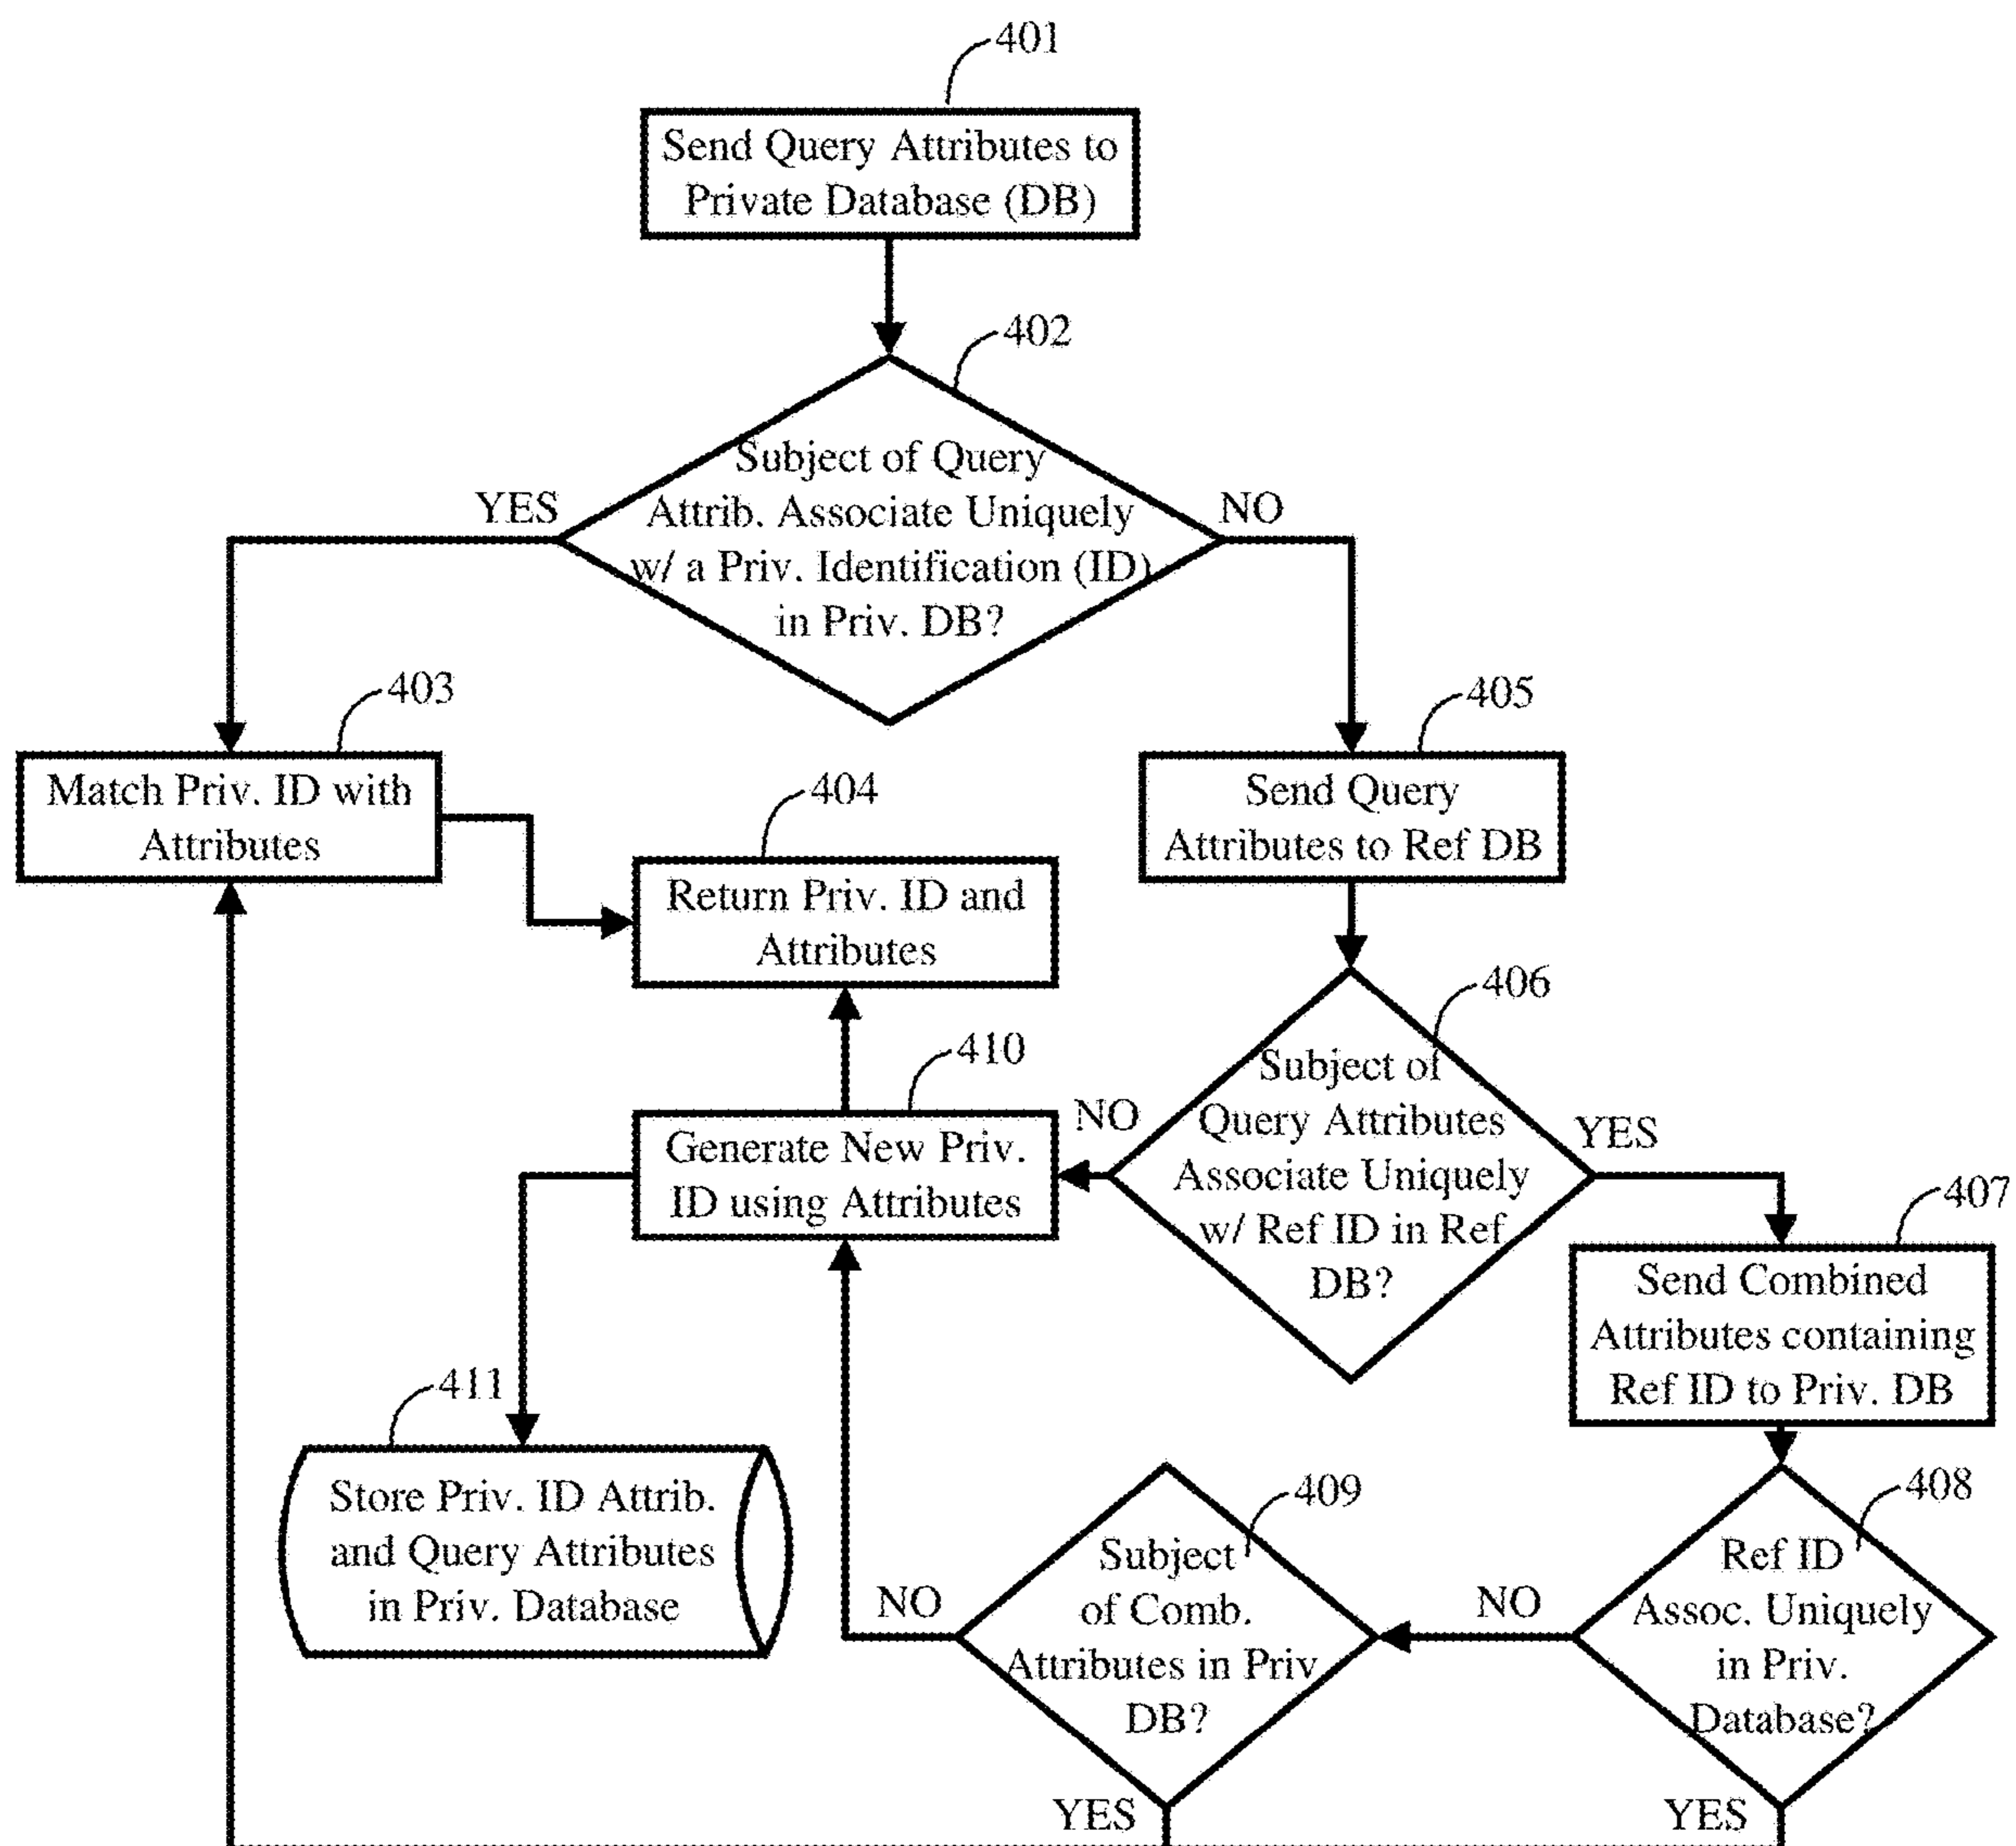 401
Send Query Attributes to
Private Database (DB)
402
Subject of Query
Attrib. Associate Uniquely
w/ a Priv. Identification (ID)
in Priv. DB?
YES
NO
403
Match Priv. ID with
Attributes
404
Return Priv. ID and
Attributes
405
Send Query
Attributes to Ref DB
406
Subject of
Query Attributes
Associate Uniquely
w/ Ref ID in Ref
DB?
NO
YES
410
Generate New Priv.
ID using Attributes
407
Send Combined
Attributes containing
Ref ID to Priv. DB
411
Store Priv. ID Attrib.
and Query Attributes
in Priv. Database
409
Subject
of Comb.
Attributes in Priv
DB?
NO
YES
408
Ref ID
Assoc. Uniquely
in Priv.
Database?
NO
YES